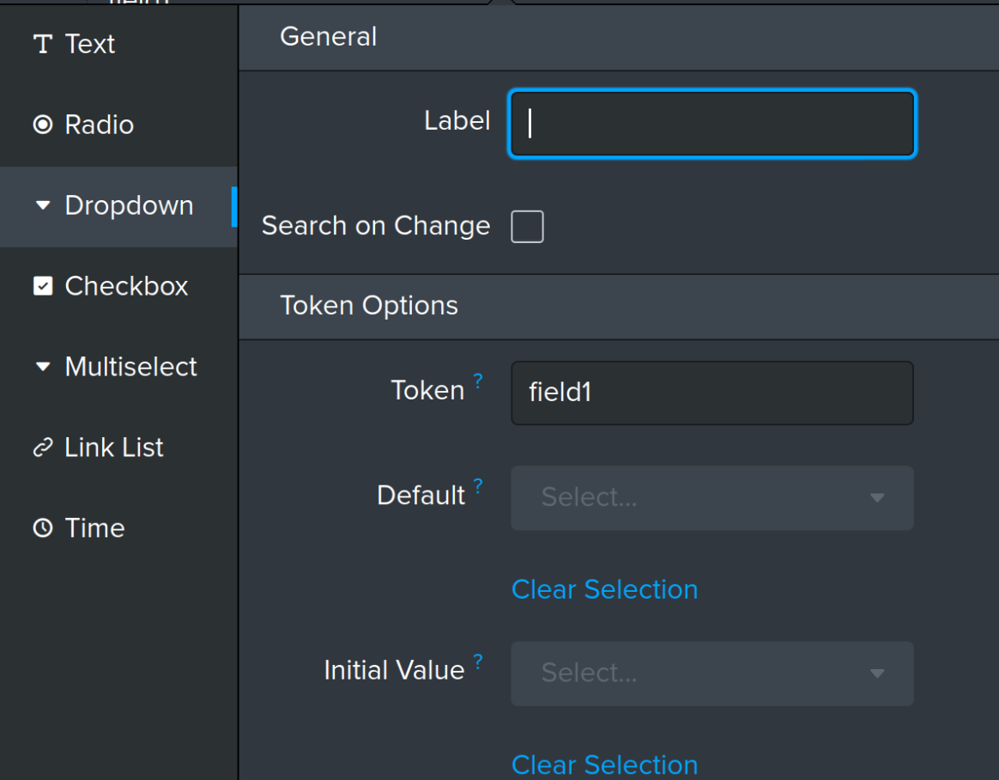 Text
Radio
Dropdown
Checkbox
Multiselect
Link List
Time
General
Label
Search on Change
Token Options
Token ?
field1
Default ?
Select...
Clear Selection
Initial Value ?
Select...
Clear Selection